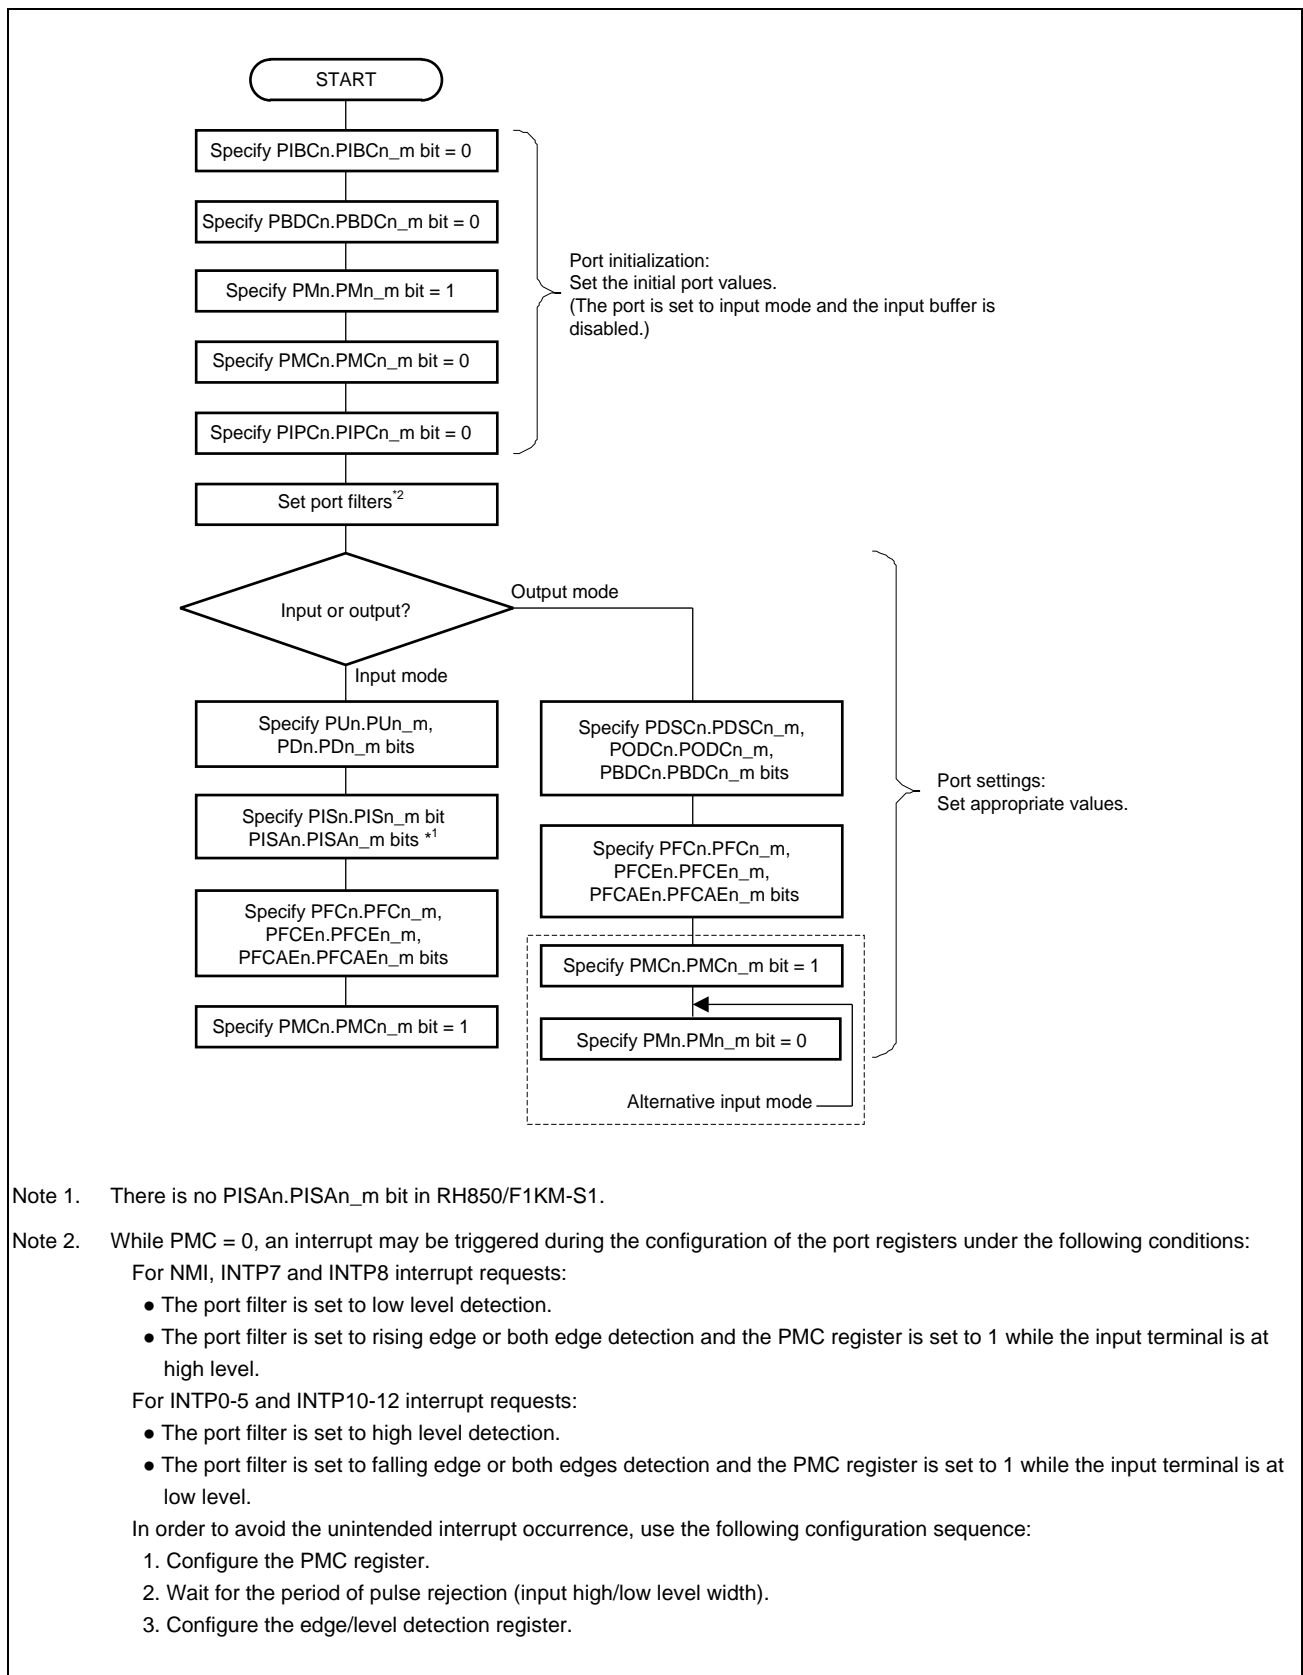 START
Specify PIBCn.PIBCn_m bit = 0
Specify PBDCn.PBDCn_m bit = 0
Specify PMn.PMn_m bit = 1
Specify PMCn.PMCn_m bit = 0
Specify PIPCn.PIPCn_m bit = 0
Port initialization:
Set the initial port values.
(The port is set to input mode and the input buffer is
disabled.)
Set port filters*2
Input or output?
Output mode
Input mode
Specify PUn.PUn_m,
PDn.PDn_m bits
Specify PISn.PISn_m bit
PISAn.PISAn_m bits *1
Specify PFCn.PFCn_m,
PFCEn.PFCEn_m,
PFCAEn.PFCAEn_m bits
Specify PMCn.PMCn_m bit = 1
Specify PDSCn.PDSCn_m,
PODCn.PODCn_m,
PBDCn.PBDCn_m bits
Specify PFCn.PFCn_m,
PFCEn.PFCEn_m,
PFCAEn.PFCAEn_m bits
Specify PMCn.PMCn_m bit = 1
Specify PMn.PMn_m bit = 0
Alternative input mode
Port settings:
Set appropriate values.
Note 1. There is no PISAn.PISAn_m bit in RH850/F1KM-S1.
Note 2. While PMC = 0, an interrupt may be triggered during the configuration of the port registers under the following conditions:
For NMI, INTP7 and INTP8 interrupt requests:
● The port filter is set to low level detection.
● The port filter is set to rising edge or both edge detection and the PMC register is set to 1 while the input terminal is at
high level.
For INTP0-5 and INTP10-12 interrupt requests:
● The port filter is set to high level detection.
● The port filter is set to falling edge or both edges detection and the PMC register is set to 1 while the input terminal is at
low level.
In order to avoid the unintended interrupt occurrence, use the following configuration sequence:
1. Configure the PMC register.
2. Wait for the period of pulse rejection (input high/low level width).
3. Configure the edge/level detection register.